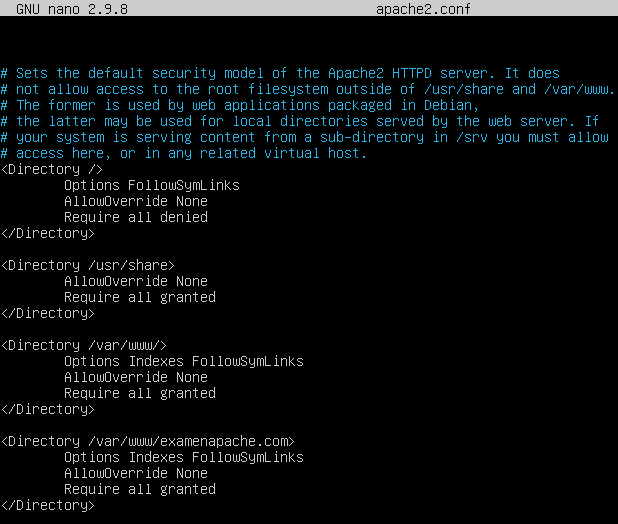 GNU nano 2.9.8 apache2.conf
# Sets the default security model of the Apache2 HTTPD server. It does
# not allow access to the root filesystem outside of /usr/share and /var/www.
# The former is used by web applications packaged in Debian,
# the latter may be used for local directories served by the web server. If
# your system is serving content from a sub-directory in /srv you must allow
# access here, or in any related virtual host.
<Directory />
        Options FollowSymLinks
        AllowOverride None
        Require all denied
</Directory>
<Directory /usr/share>
        AllowOverride None
        Require all granted
</Directory>
<Directory /var/www/>
        Options Indexes FollowSymLinks
        AllowOverride None
        Require all granted
</Directory>
<Directory /var/www/examenapache.com>
        Options Indexes FollowSymLinks
        AllowOverride None
        Require all granted
</Directory>